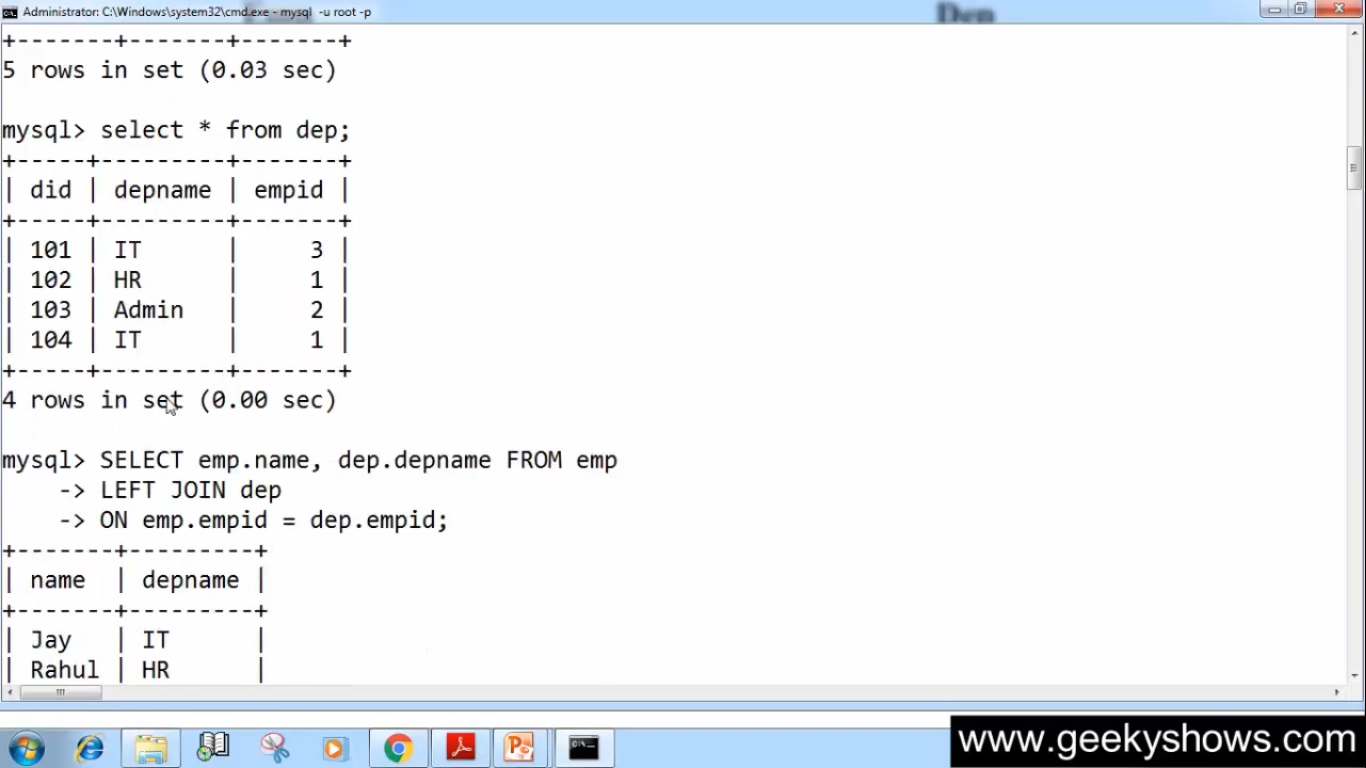 Administrator: C:\Windows\system32\cmd.exe - mysql -u root -p
Dep
+-------+-------+-------+
5 rows in set (0.03 sec)
mysql> select * from dep;
+-----+---------+-------+
| did | depname | empid |
+-----+---------+-------+
| 101 | IT | 3 |
| 102 | HR | 1 |
| 103 | Admin | 2 |
| 104 | IT | 1 |
+-----+---------+-------+
4 rows in set (0.00 sec)
mysql> SELECT emp.name, dep.depname FROM emp
-> LEFT JOIN dep
-> ON emp.empid = dep.empid;
+-------+---------+
| name | depname |
+-------+---------+
| Jay | IT |
| Rahul | HR |
www.geekyshows.com